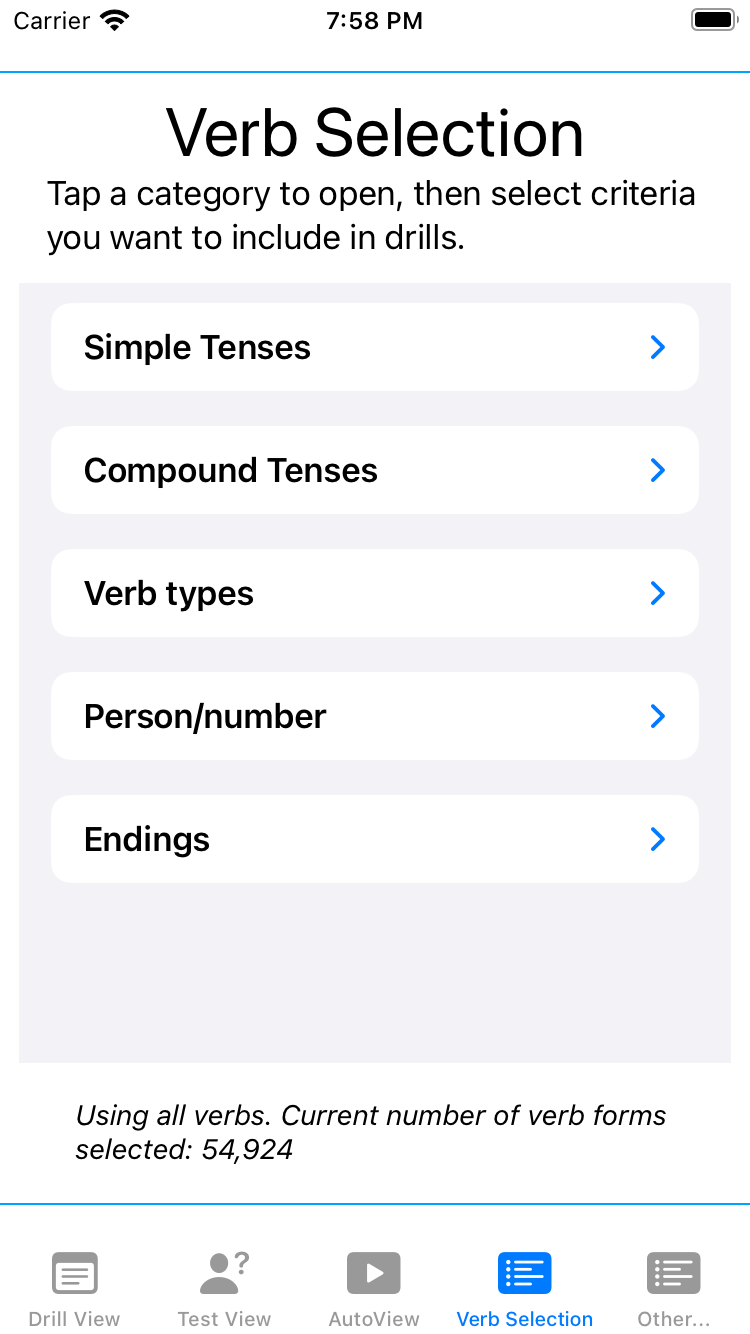 Carrier 7:58 PM
Verb Selection
Tap a category to open, then select criteria
you want to include in drills.
Simple Tenses
Compound Tenses
Verb types
Person/number
Endings
Using all verbs. Current number of verb forms
selected: 54,924
?
Drill View Test View AutoView Verb Selection Other...